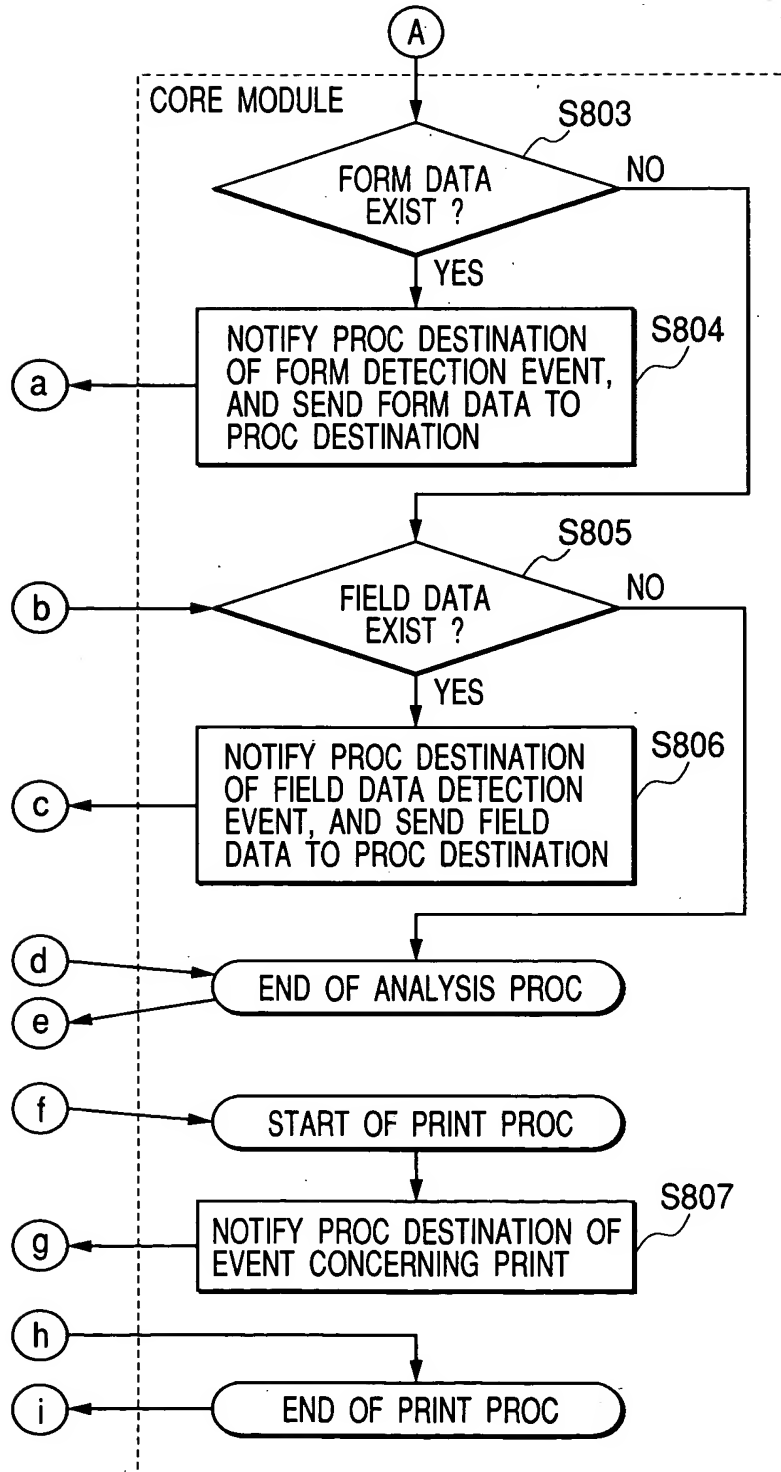 A
CORE MODULE
S803
FORM DATA
EXIST ?
NO
YES
S804
NOTIFY PROC DESTINATION
OF FORM DETECTION EVENT,
AND SEND FORM DATA TO
PROC DESTINATION
a
S805
b
FIELD DATA
EXIST ?
NO
YES
S806
NOTIFY PROC DESTINATION
OF FIELD DATA DETECTION
EVENT, AND SEND FIELD
DATA TO PROC DESTINATION
c
d
END OF ANALYSIS PROC
e
f
START OF PRINT PROC
S807
NOTIFY PROC DESTINATION OF
EVENT CONCERNING PRINT
g
h
END OF PRINT PROC
i